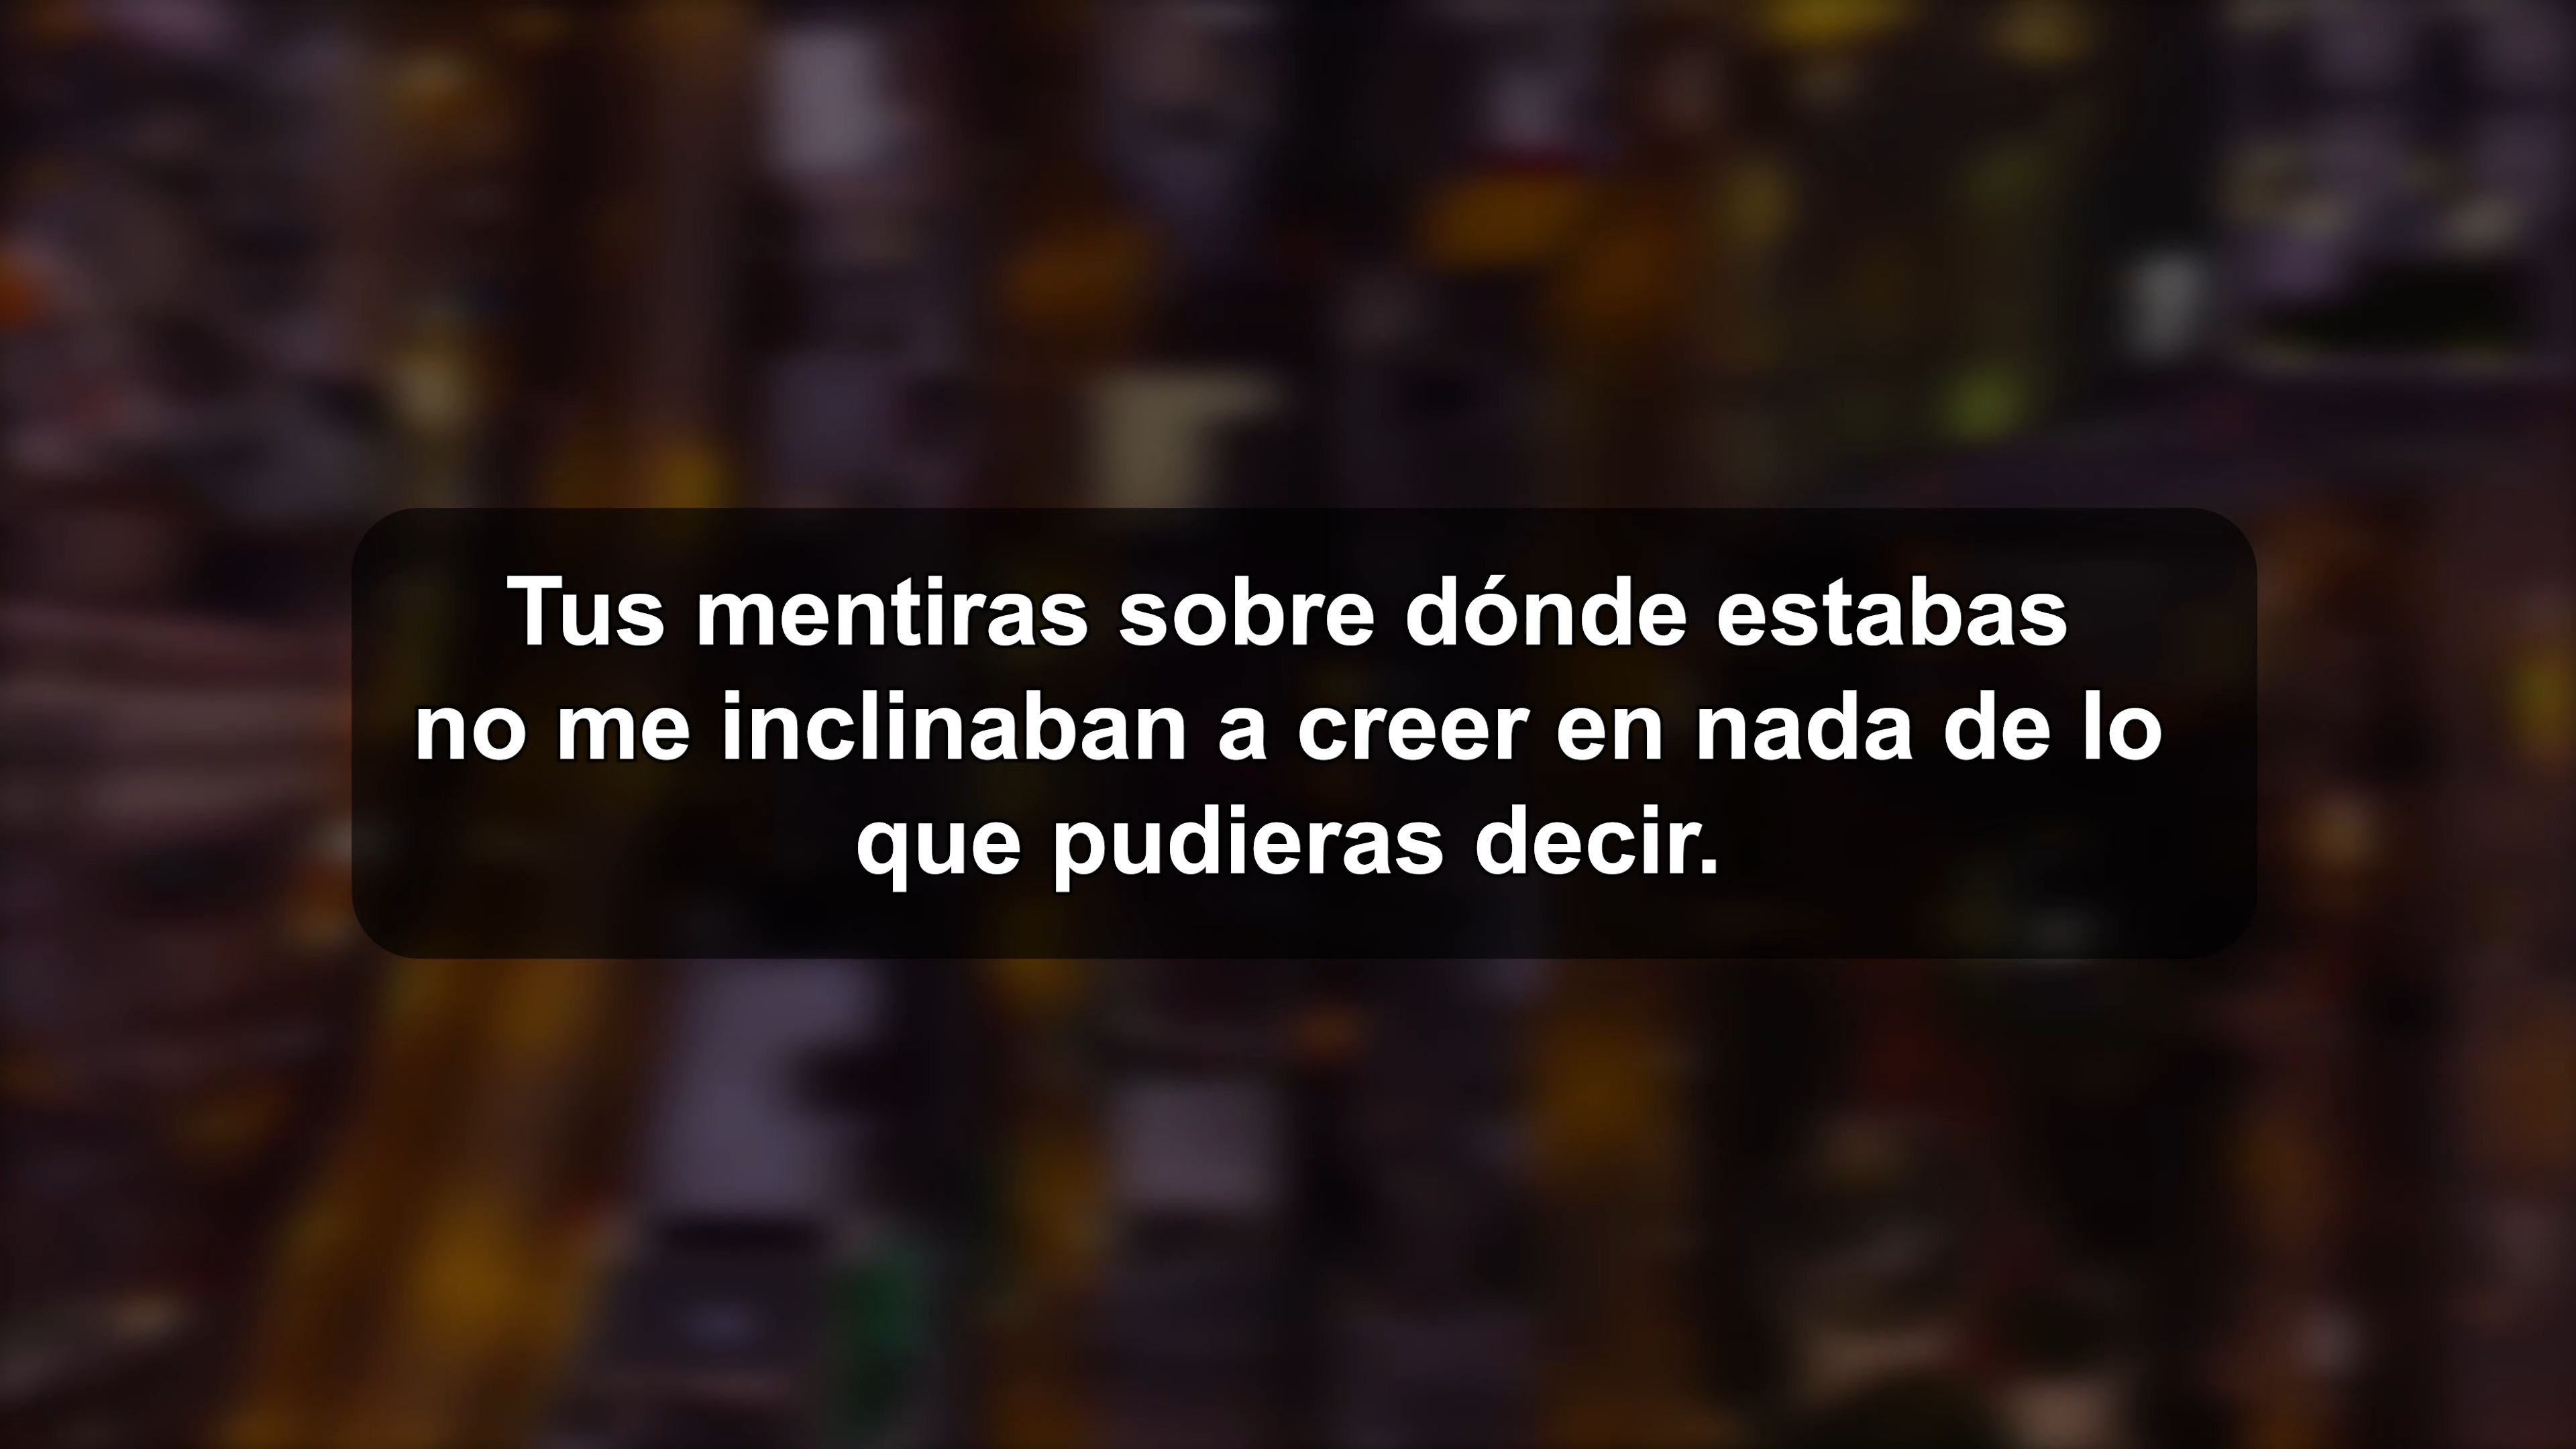 Tus mentiras sobre dónde estabas
no me inclinaban a creer en nada de lo
que pudieras decir.